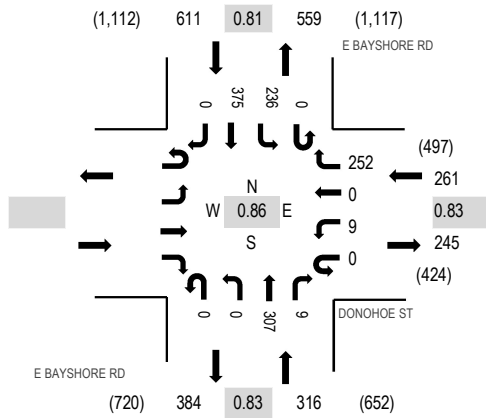 (1,112) 611 0.81 559 (1,117)
E BAYSHORE RD
0 375 236 0
(497)
252
261
0
N
W 0.86 E
S
0.83
9
245
0
(424)
0 0 307 9
DONOHOE ST
E BAYSHORE RD
(720) 384 0.83 316 (652)